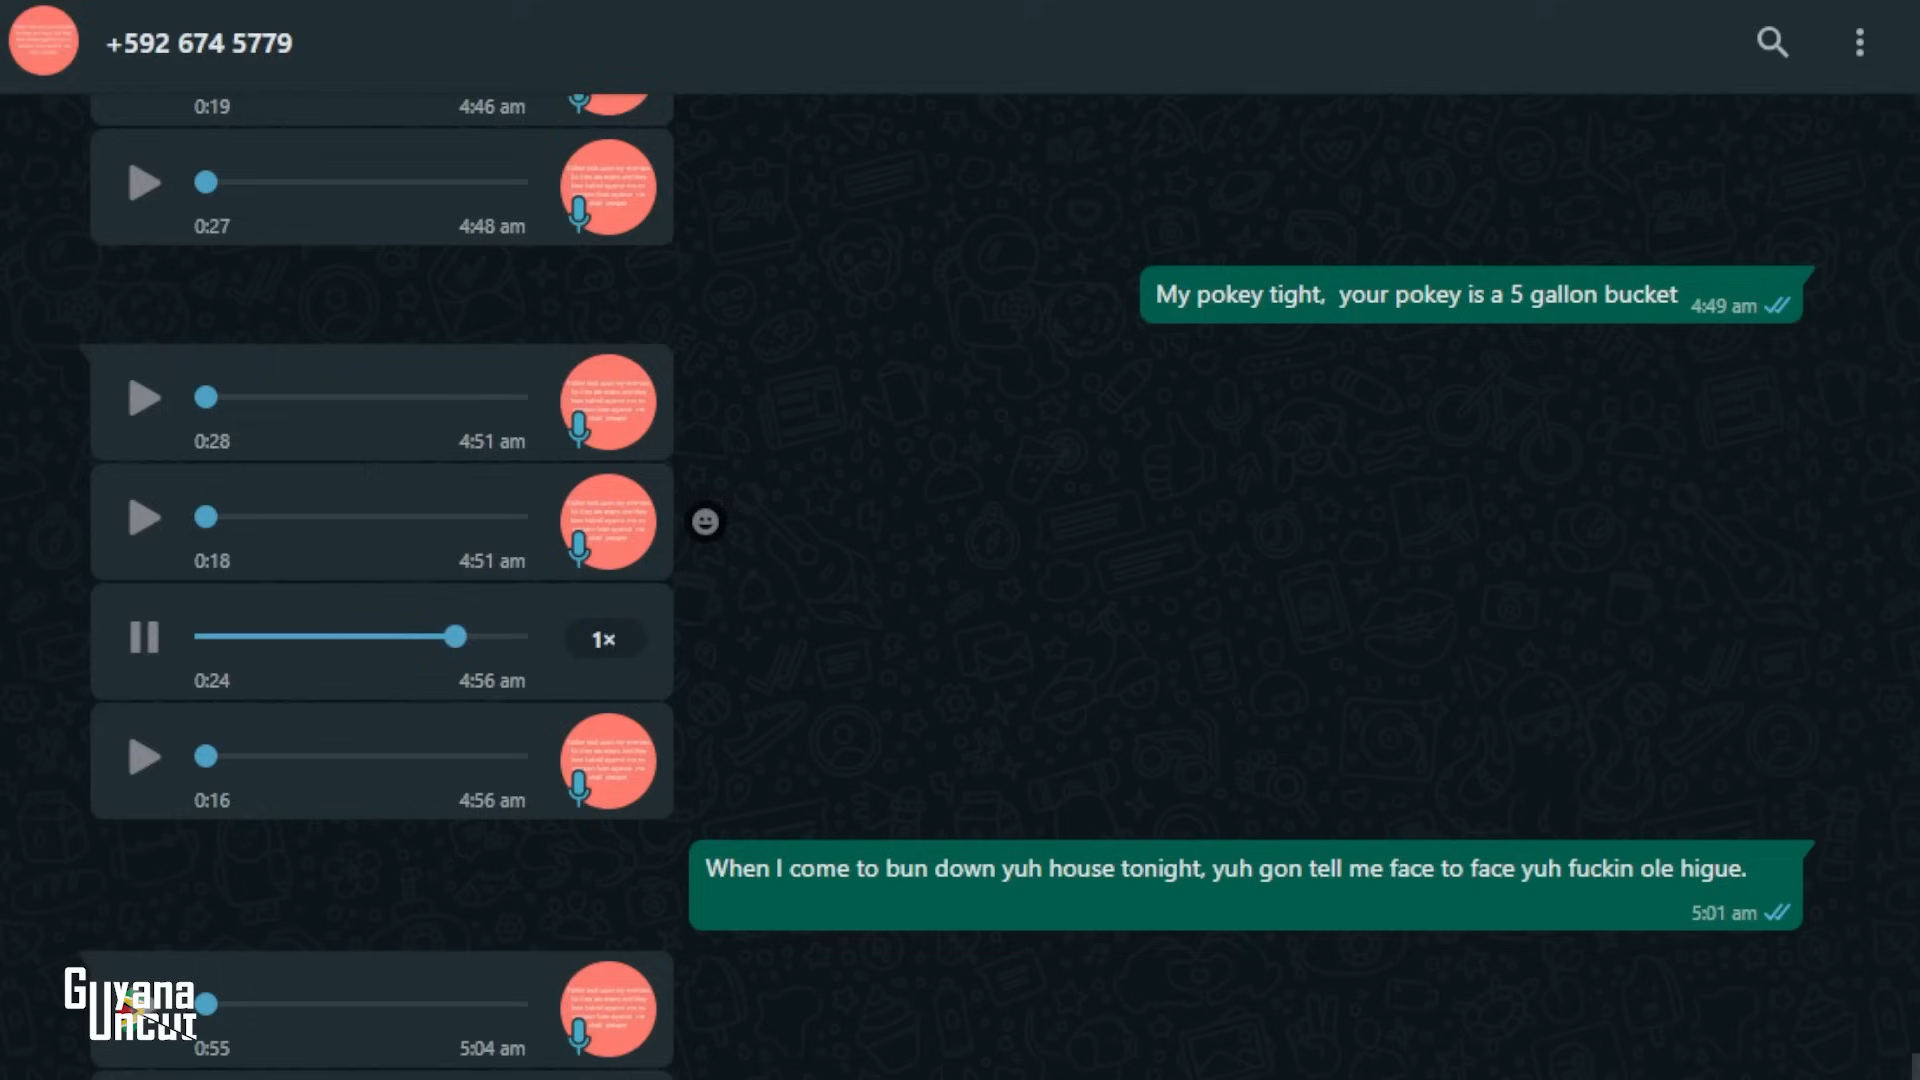 +592 674 5779
0:19 4:46 am
0:27 4:48 am
My pokey tight,  your pokey is a 5 gallon bucket 4:49 am
0:28 4:51 am
0:18 4:51 am
1×
0:24 4:56 am
0:16 4:56 am
When I come to bun down yuh house tonight, yuh gon tell me face to face yuh fuckin ole higue.
5:01 am
Guyana
Uncut
0:55 5:04 am